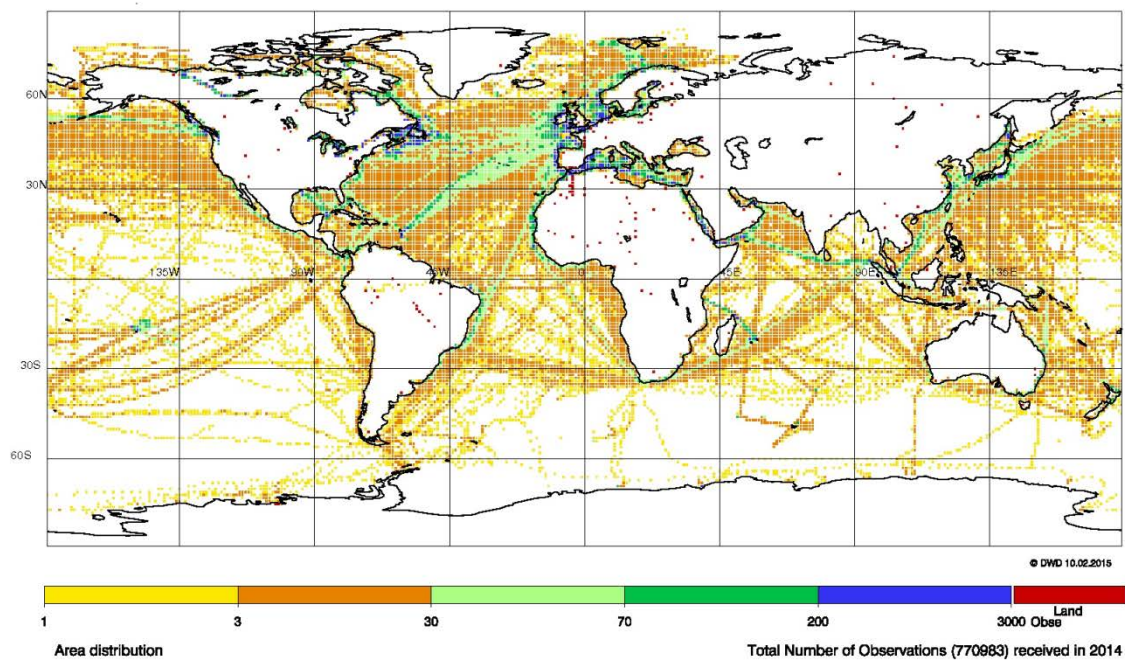 60N
30N
135W 90W 45W 0 45E 90E 135E
30S
60S
© DWD 10.02.2015
1 3 30 70 200 3000 Land
Obse
Area distribution Total Number of Observations (770983) received in 2014